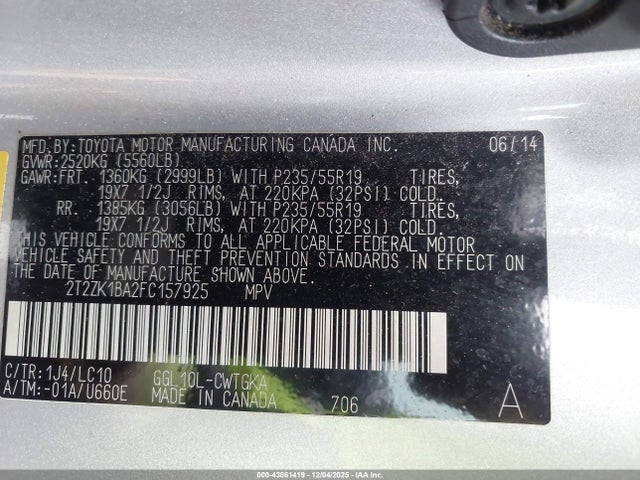 MFD.BY: TOYOTA MOTOR MANUFACTURING CANADA INC. 06/14
GVWR:2520KG (5560LB)
GAWR:FRT. 1360KG (2999LB) WITH P235/55R19 TIRES,
19X7 1/2J RIMS, AT 220KPA (32PSI) COLD.
RR. 1385KG (3056LB) WITH P235/55R19 TIRES,
19X7 1/2J RIMS, AT 220KPA (32PSI) COLD.
THIS VEHICLE CONFORMS TO ALL APPLICABLE FEDERAL MOTOR
VEHICLE SAFETY AND THEFT PREVENTION STANDARDS IN EFFECT ON
THE DATE OF MANUFACTURE SHOWN ABOVE.
2T2ZK1BA2FC157925 MPV
C/TR:1J4/LC10 GGL10L-CWTGKA
A/TM:-01A/U660E MADE IN CANADA 706 A
000-43861419 | 12/04/2025 - IAAI